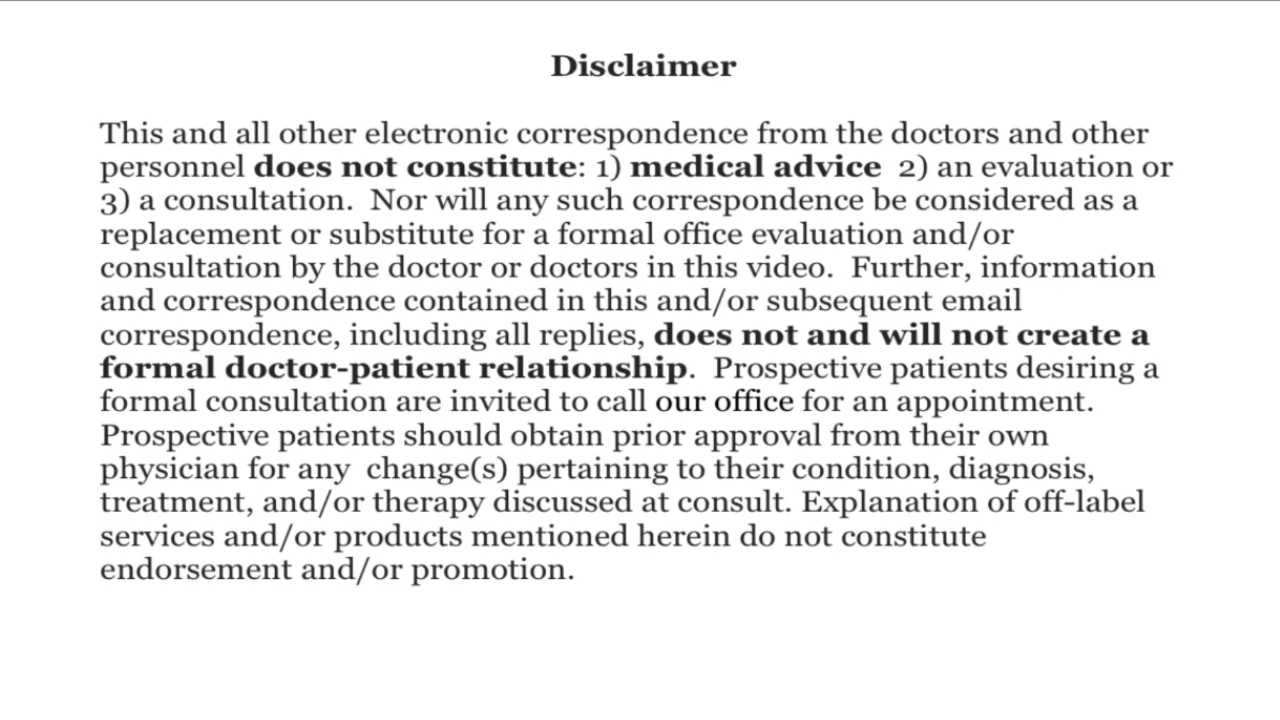 Disclaimer
This and all other electronic correspondence from the doctors and other
personnel does not constitute: 1) medical advice  2) an evaluation or
3) a consultation.  Nor will any such correspondence be considered as a
replacement or substitute for a formal office evaluation and/or
consultation by the doctor or doctors in this video.  Further, information
and correspondence contained in this and/or subsequent email
correspondence, including all replies, does not and will not create a
formal doctor-patient relationship.  Prospective patients desiring a
formal consultation are invited to call our office for an appointment.
Prospective patients should obtain prior approval from their own
physician for any  change(s) pertaining to their condition, diagnosis,
treatment, and/or therapy discussed at consult. Explanation of off-label
services and/or products mentioned herein do not constitute
endorsement and/or promotion.